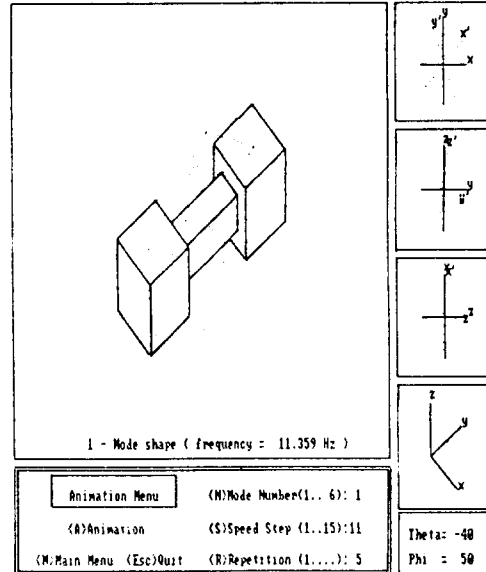 y' y
x'
x
z z'
y
y'
x x'
z z
z
y
x
1 - Mode shape ( frequency = 11.359 Hz )
Animation Menu
(N)Mode Number(1.. 6): 1
(A)Animation
(S)Speed Step (1..15):11
(M)Main Menu (Esc)Quit
(R)Repetition (1....): 5
Theta= -40
Phi = 50